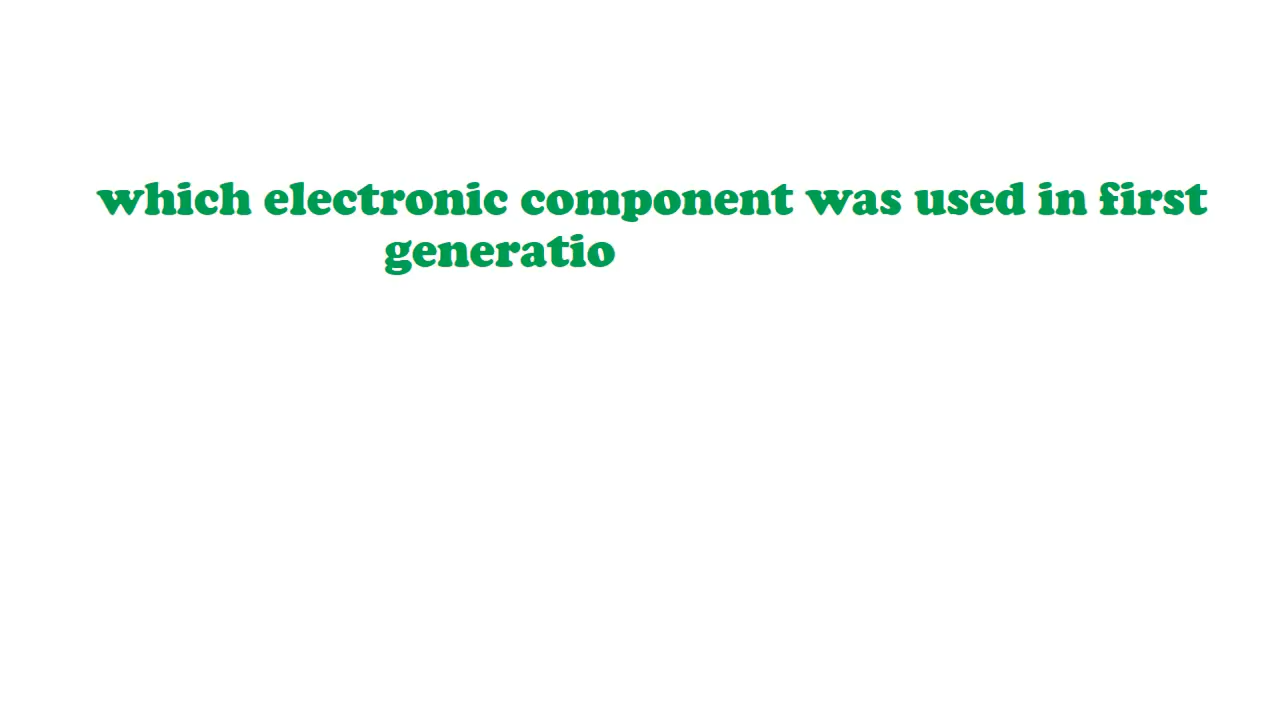 which electronic component was used in first
generatio